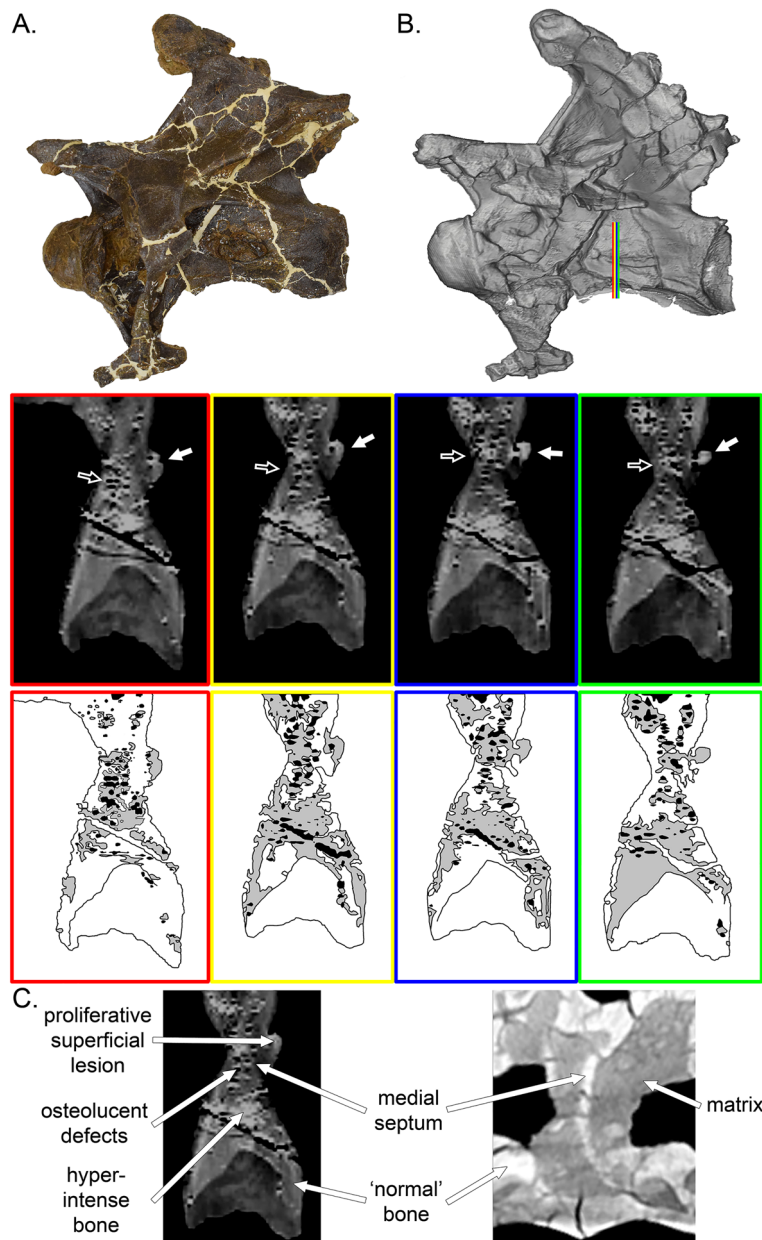 A.
B.
C.
proliferative
superficial
lesion
osteolucent
defects
hyper-
intense
bone
medial
septum
'normal'
bone
matrix